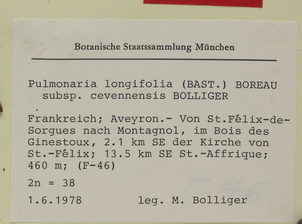 Botanische Staatssammlung München
Pulmonaria longifolia (BAST.) BOREAU
subsp. cevennensis BOLLIGER
Frankreich; Aveyron.- Von St.Félix-de-
Sorgues nach Montagnol, im Bois des
Ginestoux, 2.1 km SE der Kirche von
St.-Félix; 13.5 km SE St.-Affrique;
460 m; (F-46)
2n = 38
1.6.1978 leg. M. Bolliger